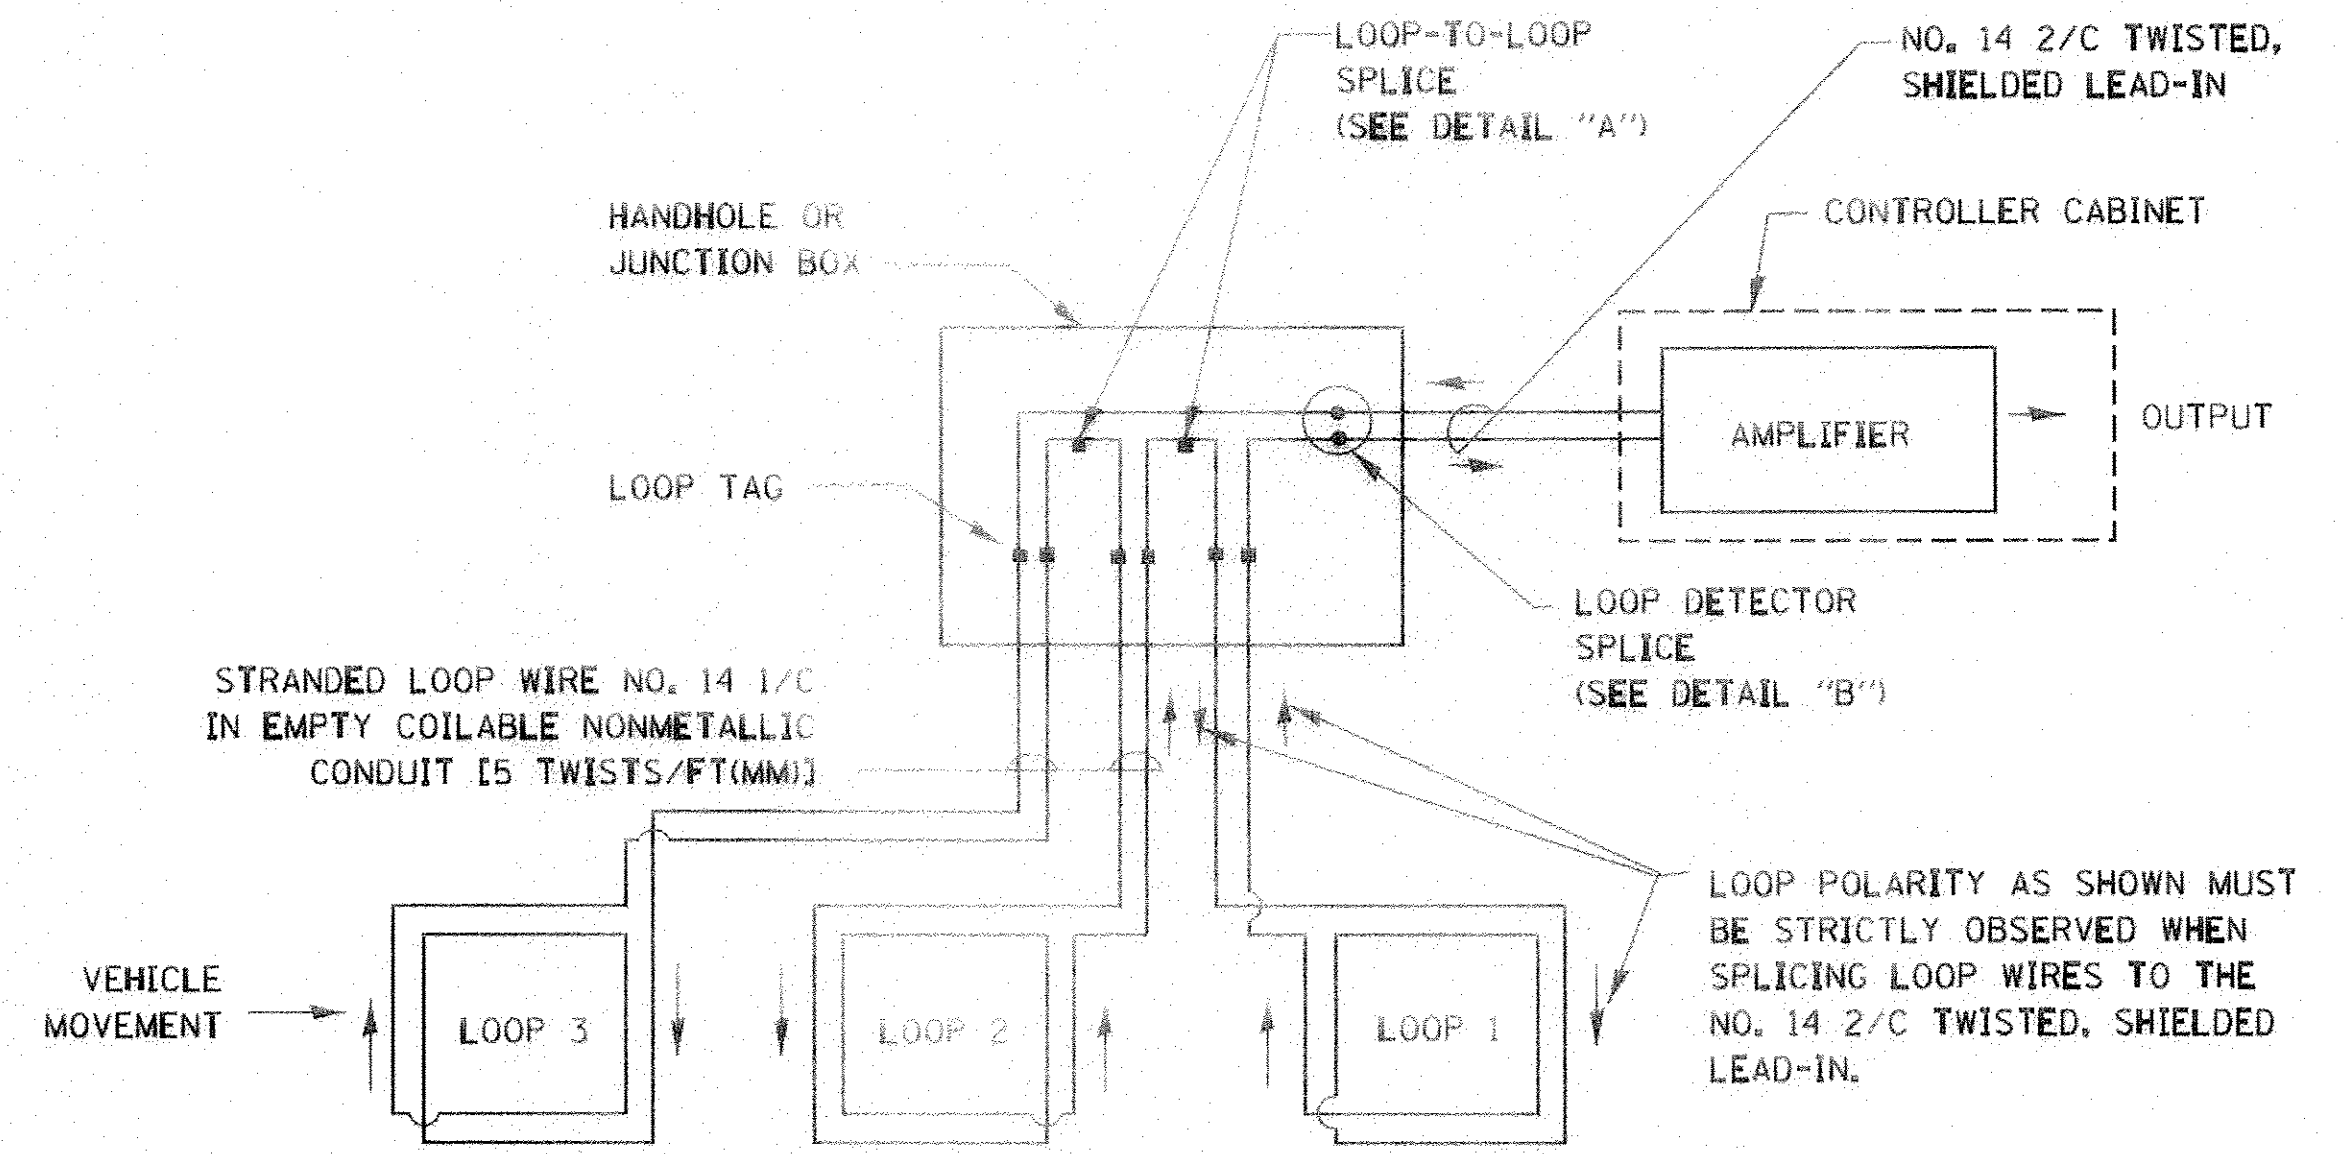 LOOP-TO-LOOP
SPLICE
(SEE DETAIL "A")
NO. 14 2/C TWISTED,
SHIELDED LEAD-IN
HANDHOLE OR
JUNCTION BOX
CONTROLLER CABINET
AMPLIFIER
OUTPUT
LOOP TAG
LOOP DETECTOR
SPLICE
(SEE DETAIL "B")
STRANDED LOOP WIRE NO. 14 1/C
IN EMPTY COILABLE NONMETALLIC
CONDUIT [5 TWISTS/FT(MM)]
LOOP POLARITY AS SHOWN MUST
BE STRICTLY OBSERVED WHEN
SPLICING LOOP WIRES TO THE
NO. 14 2/C TWISTED, SHIELDED
LEAD-IN.
VEHICLE
MOVEMENT
LOOP 3
LOOP 2
LOOP 1